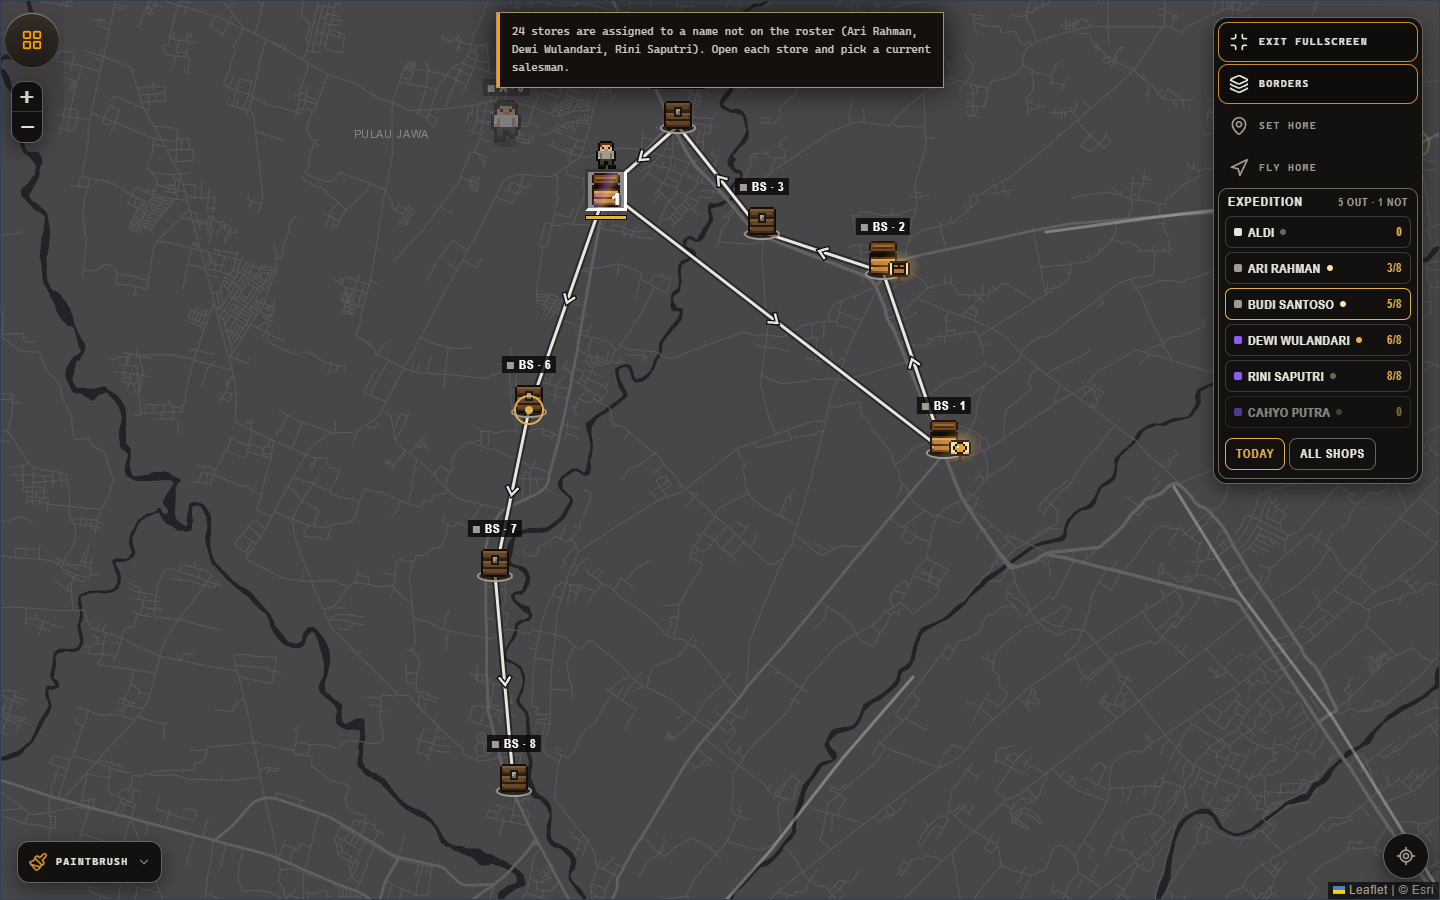 24 stores are assigned to a name not on the roster (Ari Rahman,
Dewi Wulandari, Rini Saputri). Open each store and pick a current
salesman.
+
−
PULAU JAWA
1
BS - 3
BS - 2
BS - 6
BS - 1
BS - 7
BS - 8
EXIT FULLSCREEN
BORDERS
SET HOME
FLY HOME
EXPEDITION 5 OUT · 1 NOT
ALDI 0
ARI RAHMAN 3/8
BUDI SANTOSO 5/8
DEWI WULANDARI 6/8
RINI SAPUTRI 8/8
CAHYO PUTRA 0
TODAY ALL SHOPS
PAINTBRUSH
Leaflet | © Esri